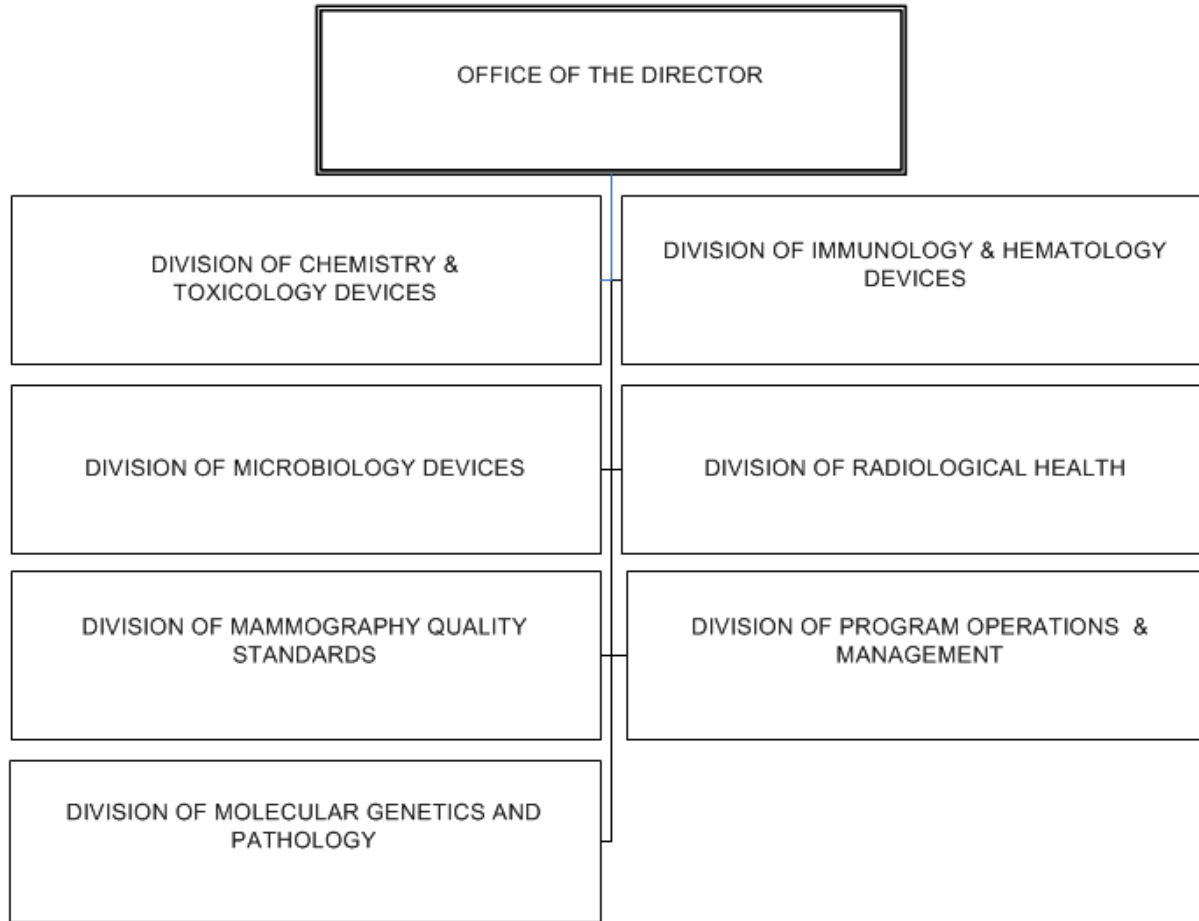 OFFICE OF THE DIRECTOR
DIVISION OF CHEMISTRY &
TOXICOLOGY DEVICES
DIVISION OF IMMUNOLOGY & HEMATOLOGY
DEVICES
DIVISION OF MICROBIOLOGY DEVICES
DIVISION OF RADIOLOGICAL HEALTH
DIVISION OF MAMMOGRAPHY QUALITY
STANDARDS
DIVISION OF PROGRAM OPERATIONS &
MANAGEMENT
DIVISION OF MOLECULAR GENETICS AND
PATHOLOGY